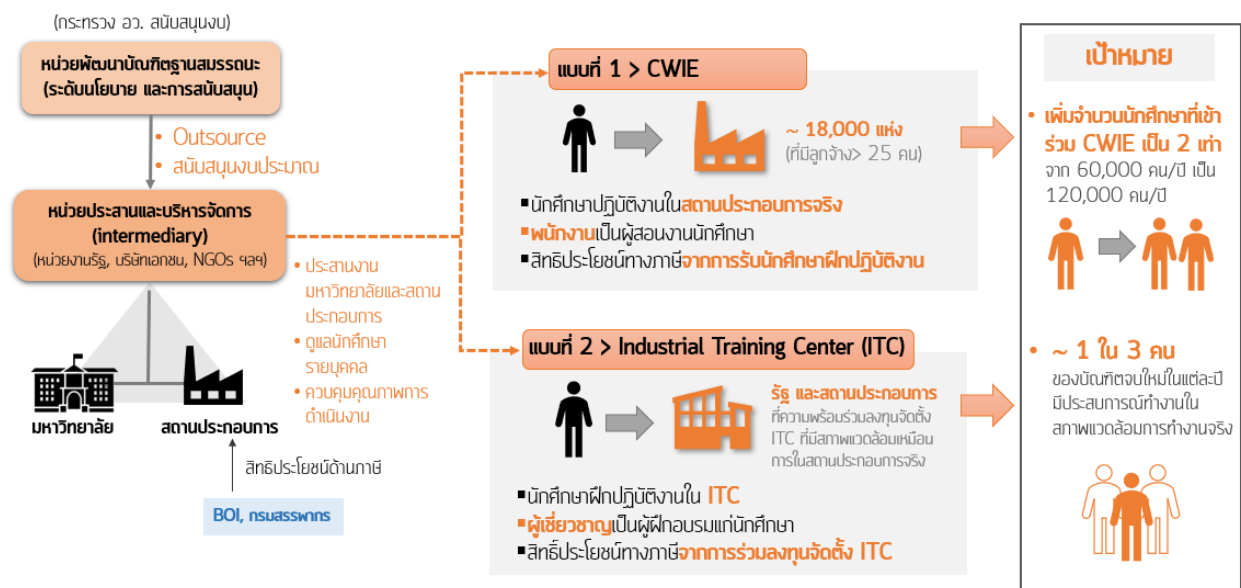 (กระทรวง อว. สนับสนุนงบ)
หน่วยพัฒนาบัณฑิตฐานสมรรถนะ
(ระดับนโยบาย และการสนับสนุน)
• Outsource
• สนับสนุนงบประมาณ
หน่วยประสานและบริหารจัดการ
(intermediary)
(หน่วยงานรัฐ, บริษัทเอกชน, NGOs ฯลฯ)
• ประสานงาน
มหาวิทยาลัยและสถาน
ประกอบการ
• ดูแลนักศึกษา
รายบุคคล
• ควบคุมคุณภาพการ
ดำเนินงาน
มหาวิทยาลัย
สถานประกอบการ
สิทธิประโยชน์ด้านภาษี
BOI, กรมสรรพากร
แบบที่ 1 > CWIE
~ 18,000 แห่ง
(ที่มีลูกจ้าง> 25 คน)
▪นักศึกษาปฏิบัติงานในสถานประกอบการจริง
▪พนักงานเป็นผู้สอนงานนักศึกษา
▪สิทธิประโยชน์ทางภาษีจากการรับนักศึกษาฝึกปฏิบัติงาน
แบบที่ 2 > Industrial Training Center (ITC)
รัฐ และสถานประกอบการ
ที่ความพร้อมร่วมลงทุนจัดตั้ง
ITC ที่มีสภาพแวดล้อมเหมือน
การในสถานประกอบการจริง
▪นักศึกษาฝึกปฏิบัติงานใน ITC
▪ผู้เชี่ยวชาญเป็นผู้ฝึกอบรมแก่นักศึกษา
▪สิทธิ์ประโยชน์ทางภาษีจากการร่วมลงทุนจัดตั้ง ITC
เป้าหมาย
• เพิ่มจำนวนนักศึกษาที่เข้า
ร่วม CWIE เป็น 2 เท่า
จาก 60,000 คน/ปี เป็น
120,000 คน/ปี
• ~ 1 ใน 3 คน
ของบัณฑิตจบใหม่ในแต่ละปี
มีประสบการณ์ทำงานใน
สภาพแวดล้อมการทำงานจริง